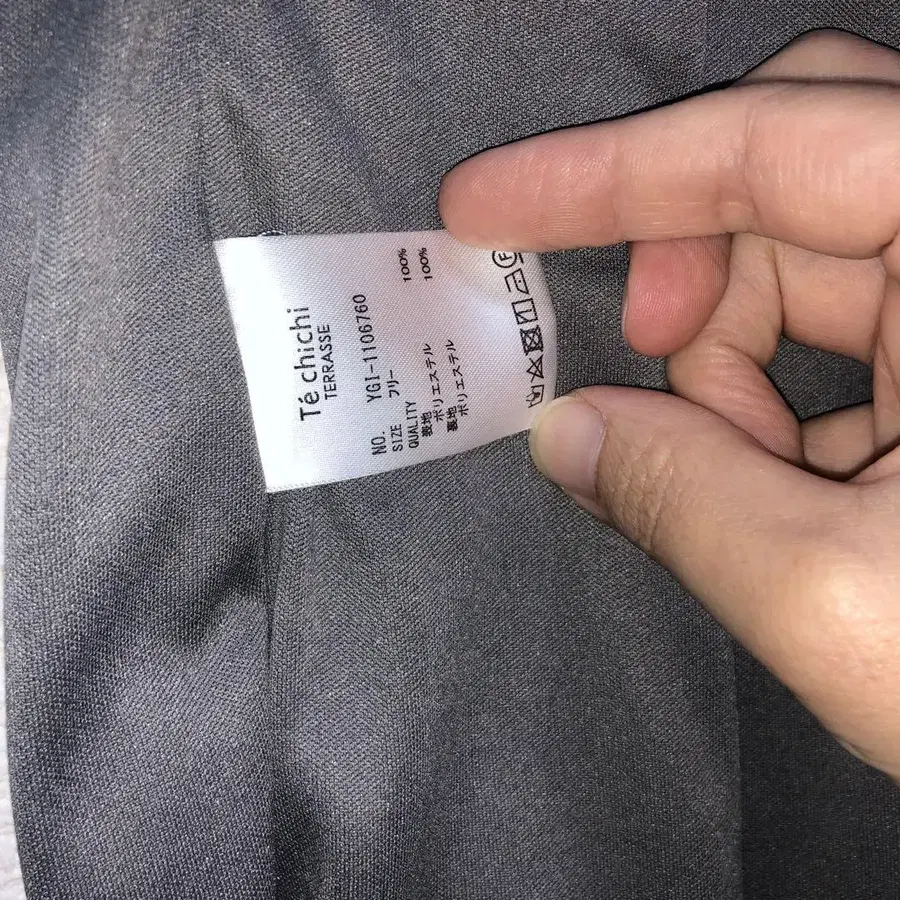 Té chichi
TERRASSE
NO. YGI-1106760
SIZE フリー
QUALITY
表地
ポリエステル 100%
裏地
ポリエステル 100%